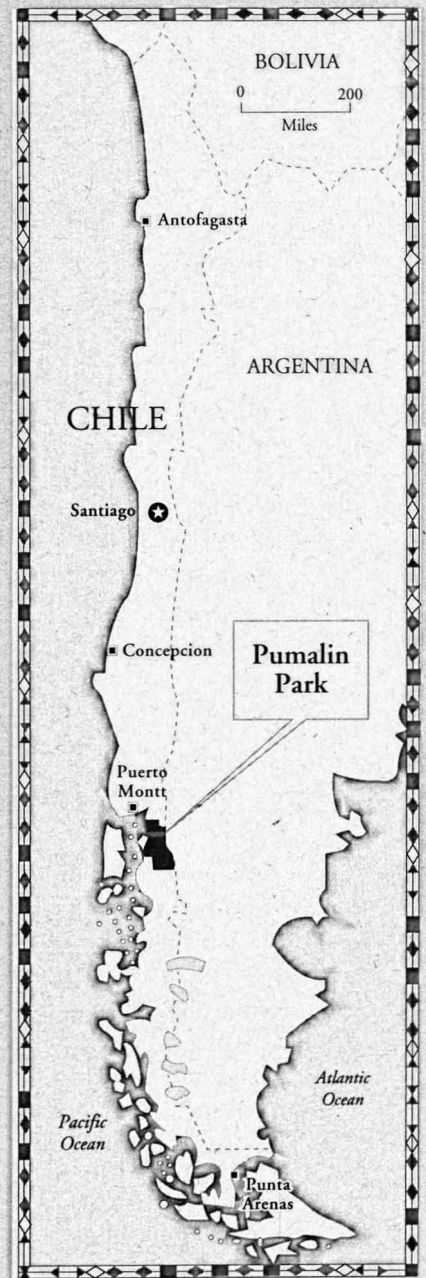 BOLIVIA
0 200
Miles
Antofagasta
ARGENTINA
CHILE
Santiago
Concepcion
Pumalin
Park
Puerto
Montt
Atlantic
Ocean
Pacific
Ocean
Punta
Arenas